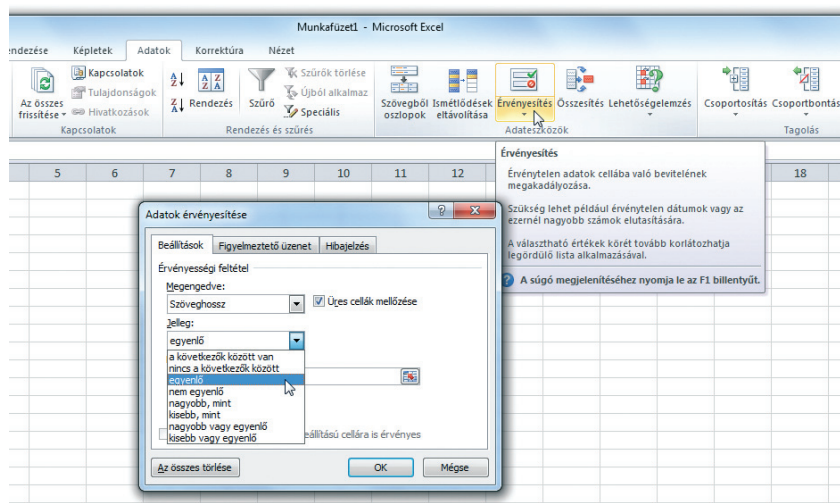 Munkafüzet1 - Microsoft Excel
endezése Képletek Adatok Korrektúra Nézet
Az összes frissítése
Kapcsolatok
Tulajdonságok
Hivatkozások
Kapcsolatok
Rendezés
Szűrő
Szűrők törlése
Újból alkalmaz
Speciális
Rendezés és szűrés
Szövegből oszlopok
Ismétlődések eltávolítása
Érvényesítés
Összesítés
Lehetőségelemzés
Adateszközök
Csoportosítás
Csoportbontás
Tagolás
5 6 7 8 9 10 11 12 18
Érvényesítés
Érvénytelen adatok cellába való bevitelének
megakadályozása.
Szükség lehet például érvénytelen dátumok vagy az
ezernél nagyobb számok elutasítására.
A választható értékek körét tovább korlátozhatja
legördülő lista alkalmazásával.
A súgó megjelenítéséhez nyomja le az F1 billentyűt.
Adatok érvényesítése
Beállítások Figyelmeztető üzenet Hibajelzés
Érvényességi feltétel
Megengedve:
Szöveghossz
Üres cellák mellőzése
Jelleg:
egyenlő
a következők között van
nincs a következők között
egyenlő
nem egyenlő
nagyobb, mint
kisebb, mint
nagyobb vagy egyenlő
kisebb vagy egyenlő
eállítású cellára is érvényes
Az összes törlése OK Mégse